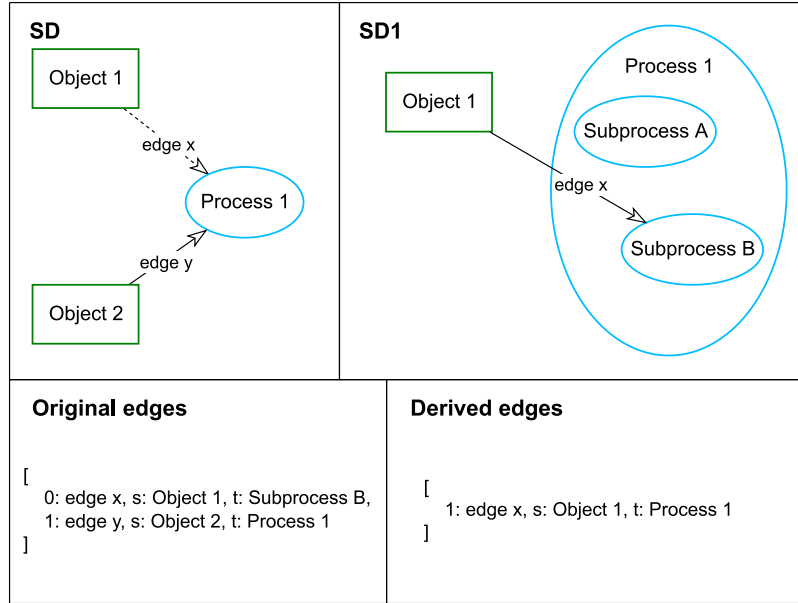 SD
Object 1
edge x
Process 1
edge y
Object 2
SD1
Process 1
Object 1
Subprocess A
edge x
Subprocess B
Original edges
[
0: edge x, s: Object 1, t: Subprocess B,
1: edge y, s: Object 2, t: Process 1
]
Derived edges
[
1: edge x, s: Object 1, t: Process 1
]